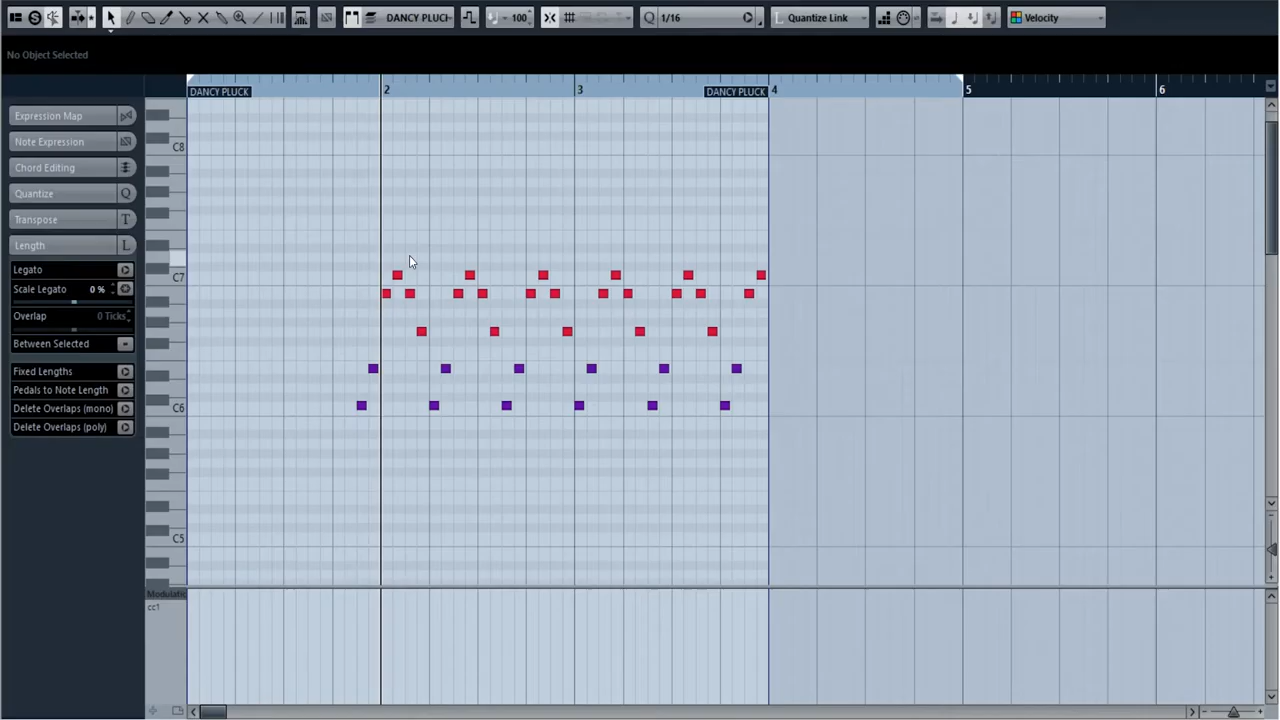 DANCY PLUCK 100 1/16 Quantize Link Velocity
No Object Selected
2 3 4 5 6
DANCY PLUCK DANCY PLUCK
Expression Map
Note Expression
Chord Editing
Quantize Q
Transpose T
Length L
Legato
Scale Legato 0 %
Overlap 0 Ticks
Between Selected
Fixed Lengths
Pedals to Note Length
Delete Overlaps (mono)
Delete Overlaps (poly)
C8
C7
C6
C5
Modulatio
cc1